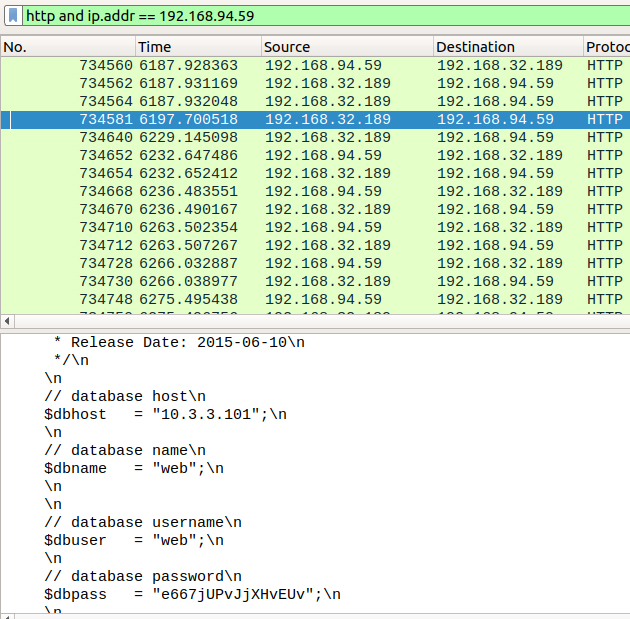 http and ip.addr == 192.168.94.59
No. Time Source Destination Protoc
734560 6187.928363 192.168.94.59 192.168.32.189 HTTP
734562 6187.931169 192.168.32.189 192.168.94.59 HTTP
734564 6187.932048 192.168.32.189 192.168.94.59 HTTP
734581 6197.700518 192.168.32.189 192.168.94.59 HTTP
734640 6229.145098 192.168.32.189 192.168.94.59 HTTP
734652 6232.647486 192.168.94.59 192.168.32.189 HTTP
734654 6232.652412 192.168.32.189 192.168.94.59 HTTP
734668 6236.483551 192.168.94.59 192.168.32.189 HTTP
734670 6236.490167 192.168.32.189 192.168.94.59 HTTP
734710 6263.502354 192.168.94.59 192.168.32.189 HTTP
734712 6263.507267 192.168.32.189 192.168.94.59 HTTP
734728 6266.032887 192.168.94.59 192.168.32.189 HTTP
734730 6266.038977 192.168.32.189 192.168.94.59 HTTP
734748 6275.495438 192.168.94.59 192.168.32.189 HTTP
* Release Date: 2015-06-10\n
*/\n
\n
// database host\n
$dbhost   = "10.3.3.101";\n
\n
// database name\n
$dbname   = "web";\n
\n
\n
// database username\n
$dbuser   = "web";\n
\n
// database password\n
$dbpass   = "e667jUPvJjXHvEUv";\n
\n